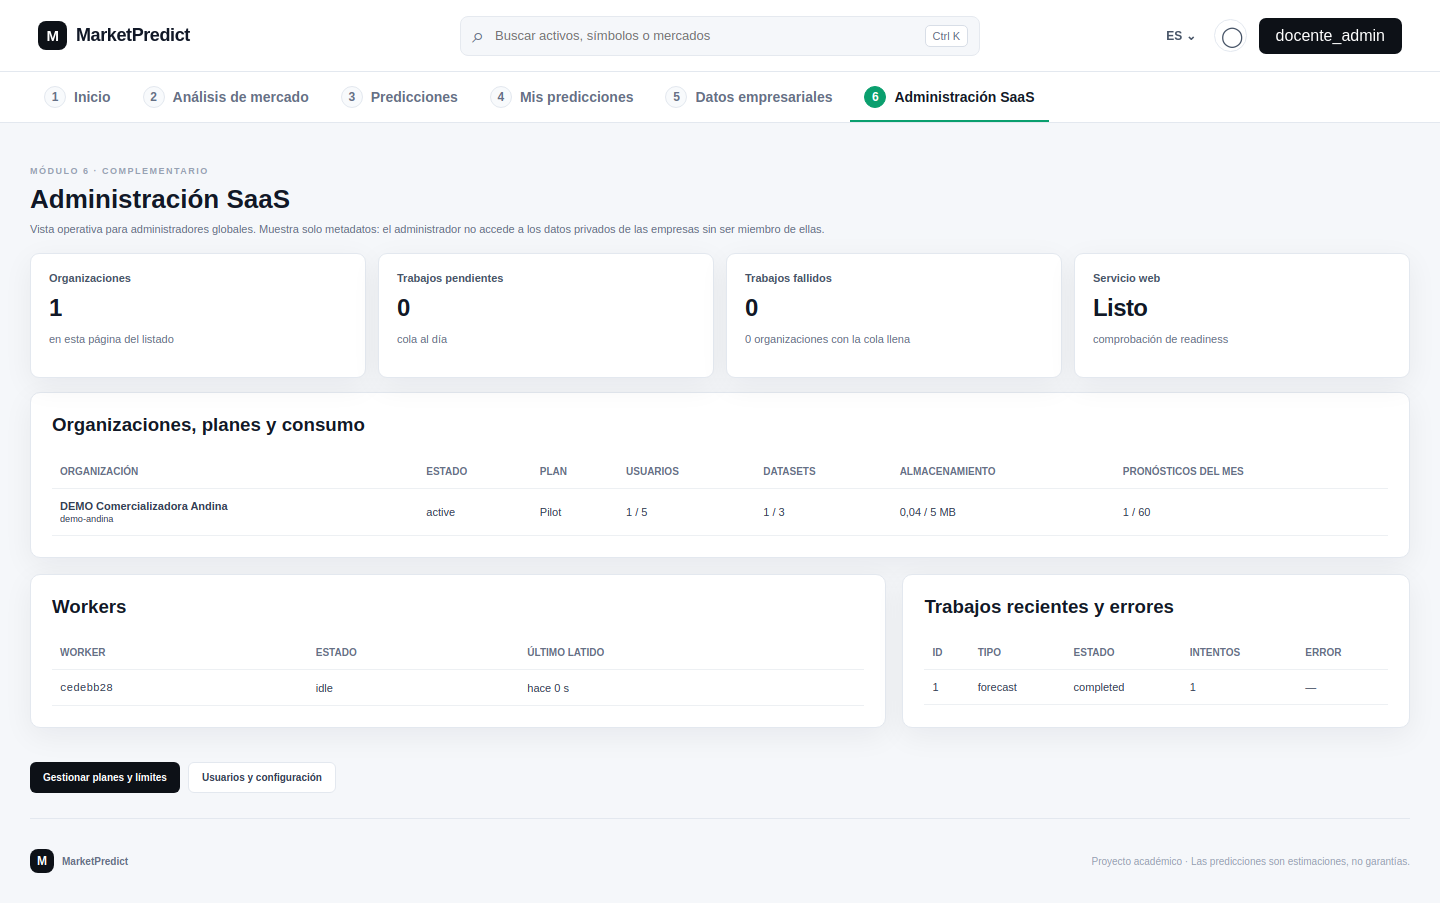 M MarketPredict
Buscar activos, símbolos o mercados Ctrl K
ES
docente_admin
1 Inicio 2 Análisis de mercado 3 Predicciones 4 Mis predicciones 5 Datos empresariales 6 Administración SaaS
MÓDULO 6 · COMPLEMENTARIO
Administración SaaS
Vista operativa para administradores globales. Muestra solo metadatos: el administrador no accede a los datos privados de las empresas sin ser miembro de ellas.
Organizaciones
1
en esta página del listado
Trabajos pendientes
0
cola al día
Trabajos fallidos
0
0 organizaciones con la cola llena
Servicio web
Listo
comprobación de readiness
Organizaciones, planes y consumo
ORGANIZACIÓN ESTADO PLAN USUARIOS DATASETS ALMACENAMIENTO PRONÓSTICOS DEL MES
DEMO Comercializadora Andina
demo-andina
active Pilot 1 / 5 1 / 3 0,04 / 5 MB 1 / 60
Workers
WORKER ESTADO ÚLTIMO LATIDO
cedebb28 idle hace 0 s
Trabajos recientes y errores
ID TIPO ESTADO INTENTOS ERROR
1 forecast completed 1 —
Gestionar planes y límites
Usuarios y configuración
M MarketPredict
Proyecto académico · Las predicciones son estimaciones, no garantías.